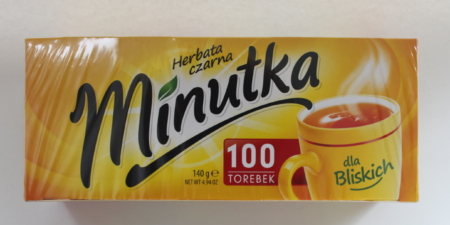 Herbata
czarna
Minutka
140 g e
NET WT 4.94 OZ
100
TOREBEK
dla
Bliskich